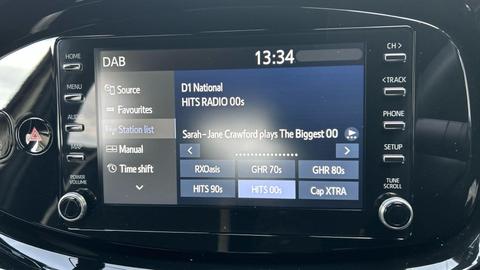 DAB 13:34
HOME
MENU
AUDIO
MAP
POWER
VOLUME
Source
Favourites
Station list
Manual
Time shift
D1 National
HITS RADIO 00s
Sarah-Jane Crawford plays The Biggest 00
RXOasis GHR 70s GHR 80s
HITS 90s HITS 00s Cap XTRA
CH >
< TRACK
PHONE
SETUP
TUNE
SCROLL